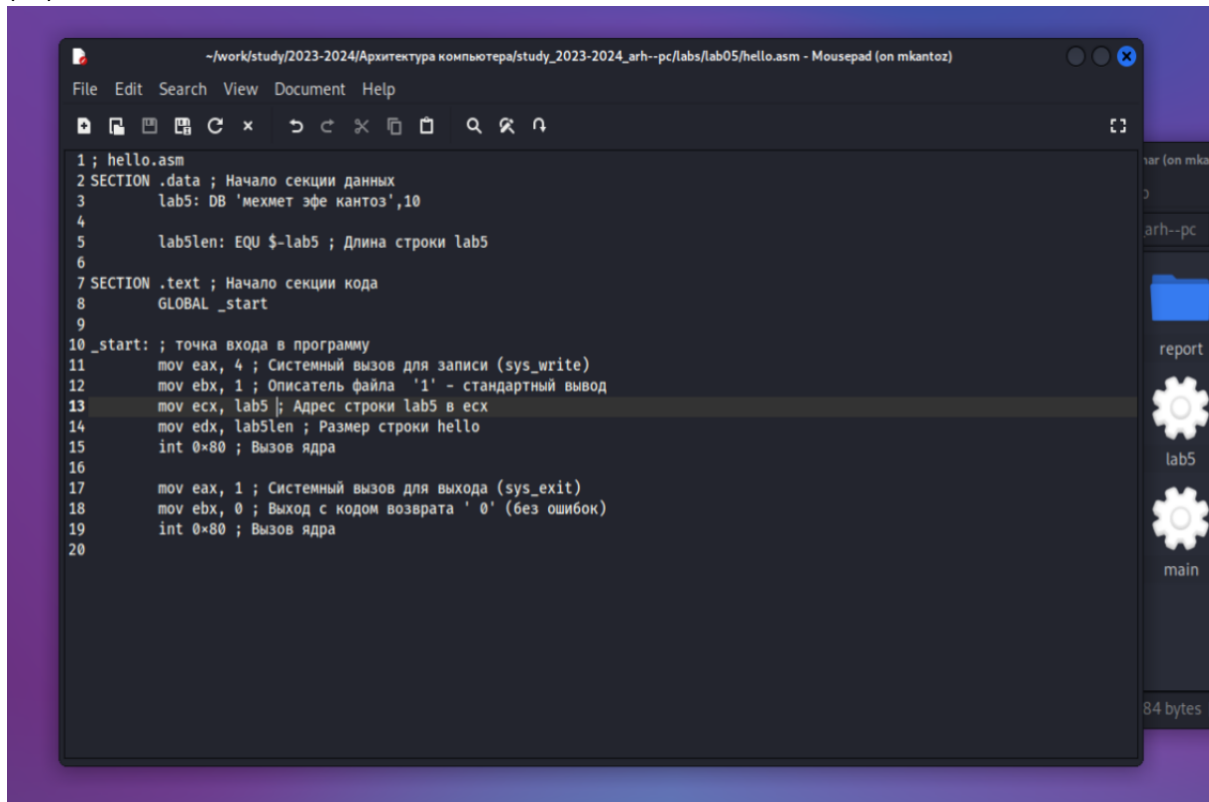 ~/work/study/2023-2024/Архитектура компьютера/study_2023-2024_arh--pc/labs/lab05/hello.asm - Mousepad (on mkantoz)
File Edit Search View Document Help
1 ; hello.asm
2 SECTION .data ; Начало секции данных
3 lab5: DB 'мехмет эфе кантоз',10
4
5 lab5len: EQU $-lab5 ; Длина строки lab5
6
7 SECTION .text ; Начало секции кода
8 GLOBAL _start
9
10 _start: ; точка входа в программу
11 mov eax, 4 ; Системный вызов для записи (sys_write)
12 mov ebx, 1 ; Описатель файла '1' - стандартный вывод
13 mov ecx, lab5 ; Адрес строки lab5 в ecx
14 mov edx, lab5len ; Размер строки hello
15 int 0×80 ; Вызов ядра
16
17 mov eax, 1 ; Системный вызов для выхода (sys_exit)
18 mov ebx, 0 ; Выход с кодом возврата ' 0' (без ошибок)
19 int 0×80 ; Вызов ядра
20
(on mka
arh--pc
report
lab5
main
84 bytes